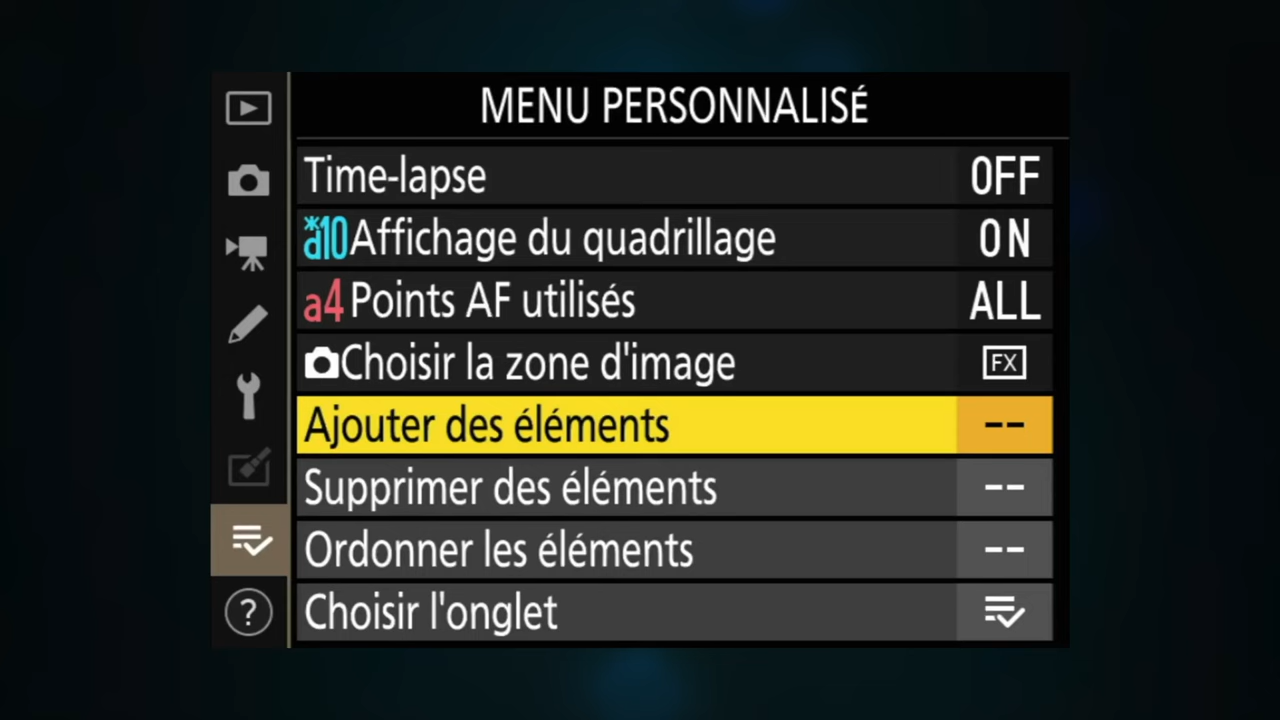 MENU PERSONNALISÉ
Time-lapse OFF
d10 Affichage du quadrillage ON
a4 Points AF utilisés ALL
Choisir la zone d'image FX
Ajouter des éléments --
Supprimer des éléments --
Ordonner les éléments --
Choisir l'onglet
?